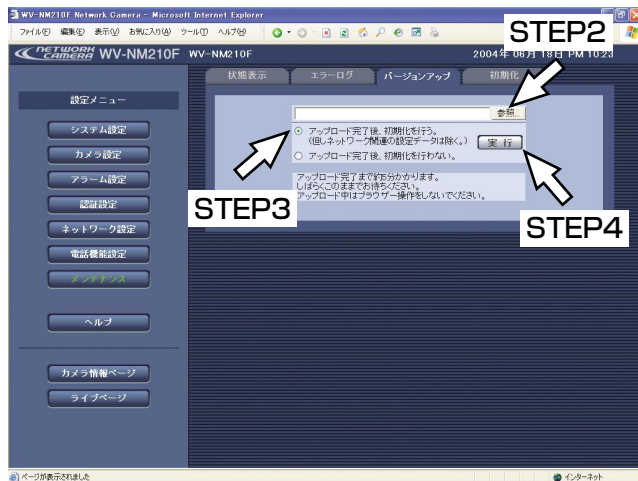 WV-NM210F Network Camera - Microsoft Internet Explorer
ファイル(F) 編集(E) 表示(V) お気に入り(A) ツール(T) ヘルプ(H)
STEP2
NETWORK CAMERA WV-NM210F WV-NM210F 2004年 06月 18日 PM 10:23
状態表示 エラーログ バージョンアップ 初期化
設定メニュー
参照...
システム設定
アップロード完了後、初期化を行う。
(但しネットワーク関連の設定データは除く。)
実 行
カメラ設定
アップロード完了後、初期化を行わない。
アラーム設定
アップロード完了まで約5分かかります。
しばらくこのままでお待ちください。
アップロード中はブラウザー操作をしないでください。
認証設定
STEP3
STEP4
ネットワーク設定
電話機能設定
メンテナンス
ヘルプ
カメラ情報ページ
ライブページ
ページが表示されました
インターネット